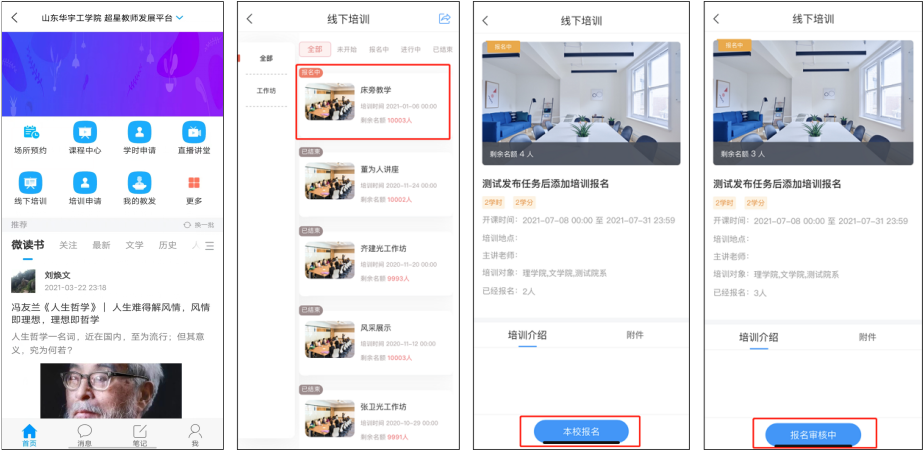 山东华宇工学院 超星教师发展平台
场所预约
课程中心
学时申请
直播讲堂
线下培训
培训申请
我的教发
更多
推荐
换一批
微读书 关注 最新 文学 历史 人
刘焕文
2021-03-22 23:18
冯友兰《人生哲学》｜ 人生难得解风情，风情
即理想，理想即哲学
人生哲学一名词，近在国内，至为流行；但其意
义，究为何若？
首页
消息
笔记
我
线下培训
全部
工作坊
全部 未开始 报名中 进行中 已结束
报名中
床旁教学
培训时间 2021-01-06 00:00
剩余名额 10003人
已结束
董为人讲座
培训时间 2020-11-24 00:00
剩余名额 10002人
已结束
齐建光工作坊
培训时间 2020-11-20 00:00
剩余名额 9993人
已结束
风采展示
培训时间 2020-11-12 00:00
剩余名额 10003人
已结束
张卫光工作坊
培训时间 2020-10-29 00:00
剩余名额 9991人
线下培训
报名中
剩余名额 4 人
测试发布任务后添加培训报名
2学时 2学分
开课时间：2021-07-08 00:00 至 2021-07-31 23:59
培训地点：
主讲老师：
培训对象：理学院,文学院,测试院系
已经报名：2人
培训介绍
附件
本校报名
线下培训
报名中
剩余名额 3 人
测试发布任务后添加培训报名
2学时 2学分
开课时间：2021-07-08 00:00 至 2021-07-31 23:59
培训地点：
主讲老师：
培训对象：理学院,文学院,测试院系
已经报名：3人
培训介绍
附件
报名审核中